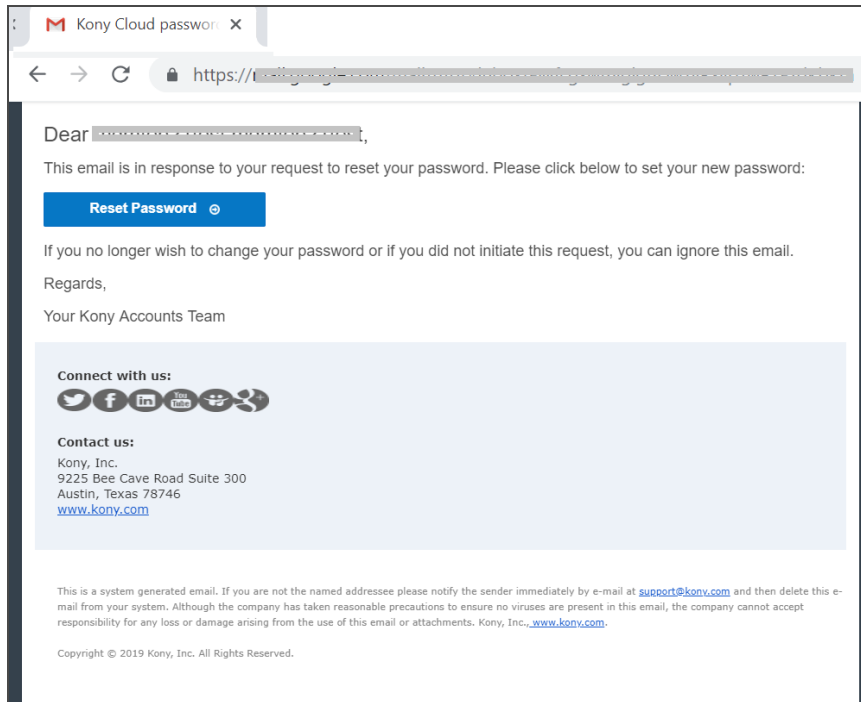 Kony Cloud passwor
https://
Dear
This email is in response to your request to reset your password. Please click below to set your new password:
Reset Password
If you no longer wish to change your password or if you did not initiate this request, you can ignore this email.
Regards,
Your Kony Accounts Team
Connect with us:
You Tube
Contact us:
Kony, Inc.
9225 Bee Cave Road Suite 300
Austin, Texas 78746
www.kony.com
This is a system generated email. If you are not the named addressee please notify the sender immediately by e-mail at support@kony.com and then delete this e-
mail from your system. Although the company has taken reasonable precautions to ensure no viruses are present in this email, the company cannot accept
responsibility for any loss or damage arising from the use of this email or attachments. Kony, Inc., www.kony.com.
Copyright © 2019 Kony, Inc. All Rights Reserved.